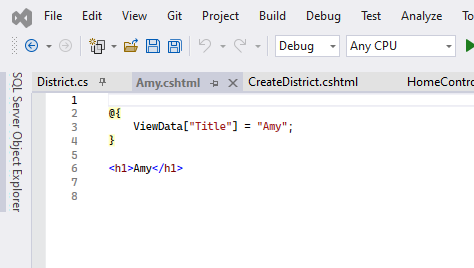 File Edit View Git Project Build Debug Test Analyze To
Debug Any CPU
District.cs Amy.cshtml CreateDistrict.cshtml HomeContro
SQL Server Object Explorer
1
2 @{
3 ViewData["Title"] = "Amy";
4 }
5
6 <h1>Amy</h1>
7
8